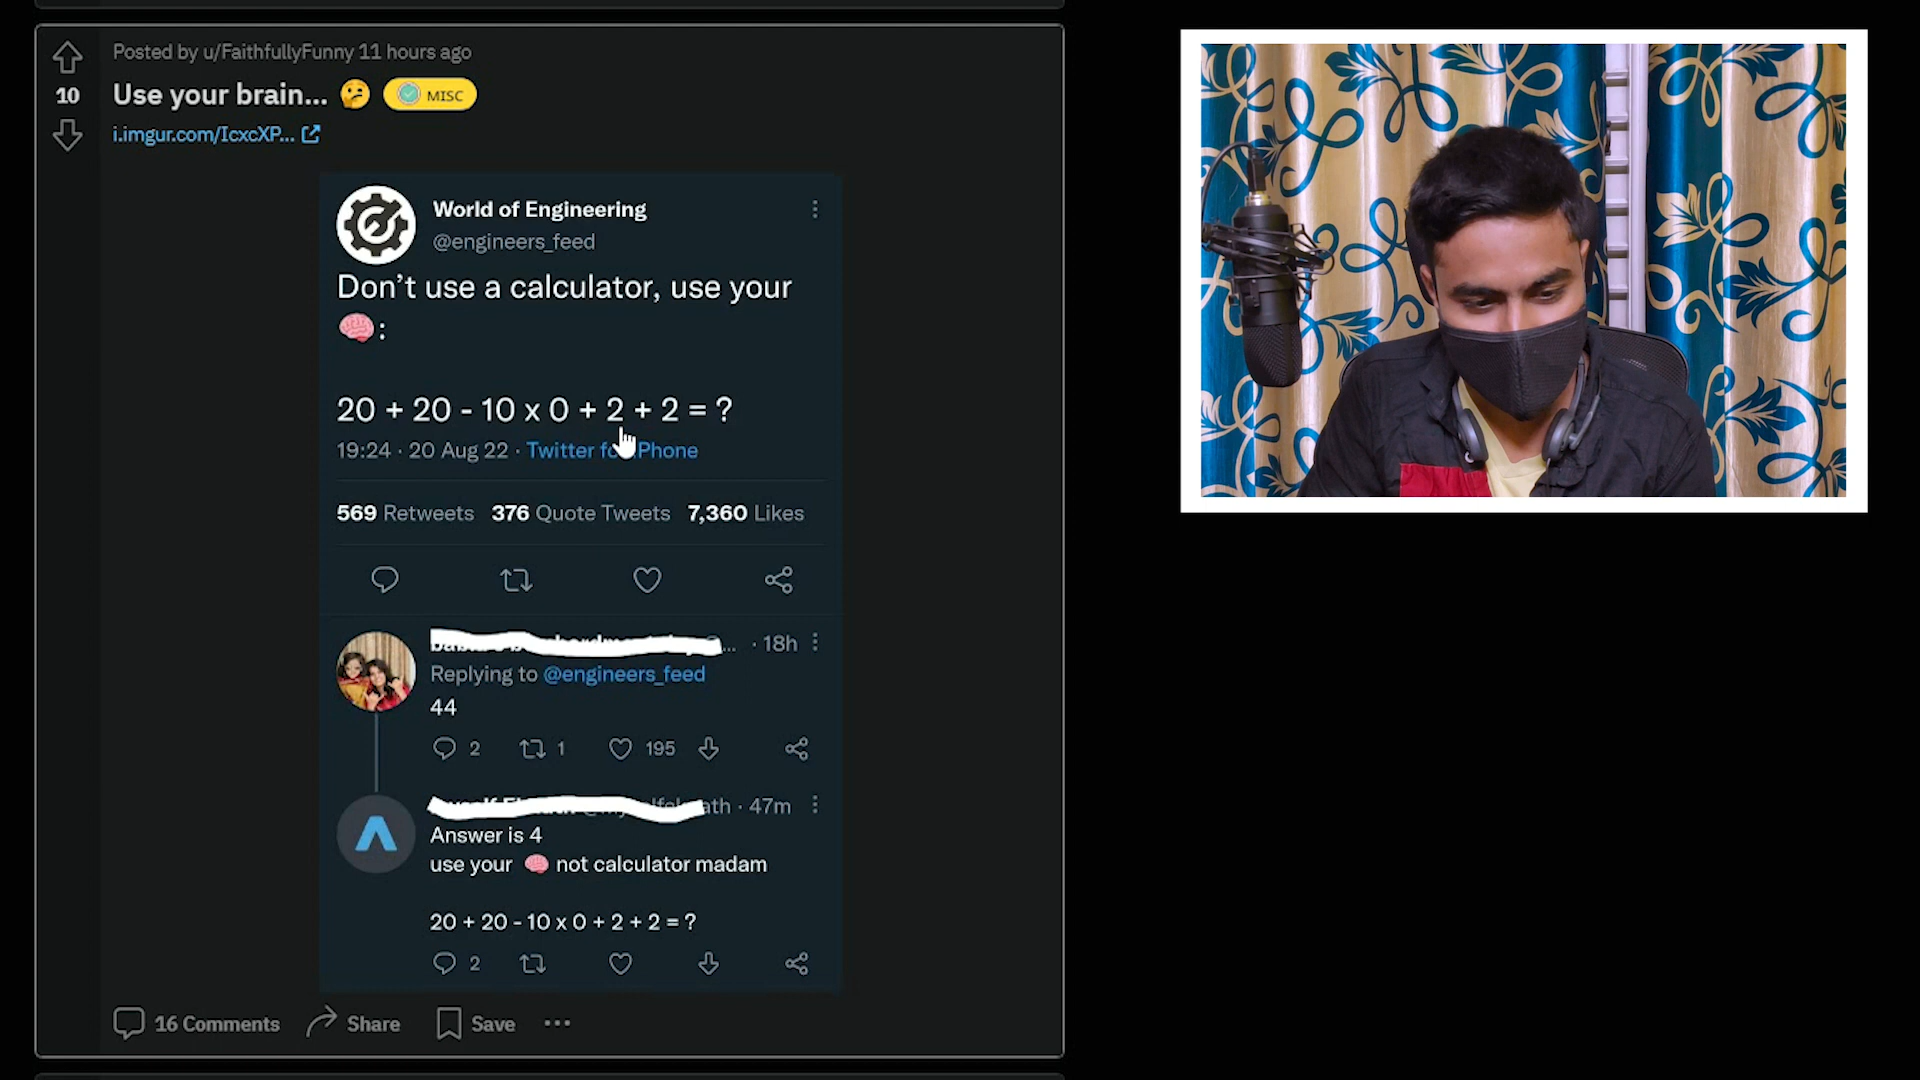 Posted by u/FaithfullyFunny 11 hours ago
10
Use your brain... 🤔 MISC
i.imgur.com/IcxcXP...
World of Engineering
@engineers_feed
Don't use a calculator, use your
🧠:
20 + 20 - 10 x 0 + 2 + 2 = ?
19:24 · 20 Aug 22 · Twitter for iPhone
569 Retweets 376 Quote Tweets 7,360 Likes
... · 18h
Replying to @engineers_feed
44
2 1 195
· 47m
Answer is 4
use your 🧠 not calculator madam
20 + 20 - 10 x 0 + 2 + 2 = ?
2
16 Comments Share Save ...